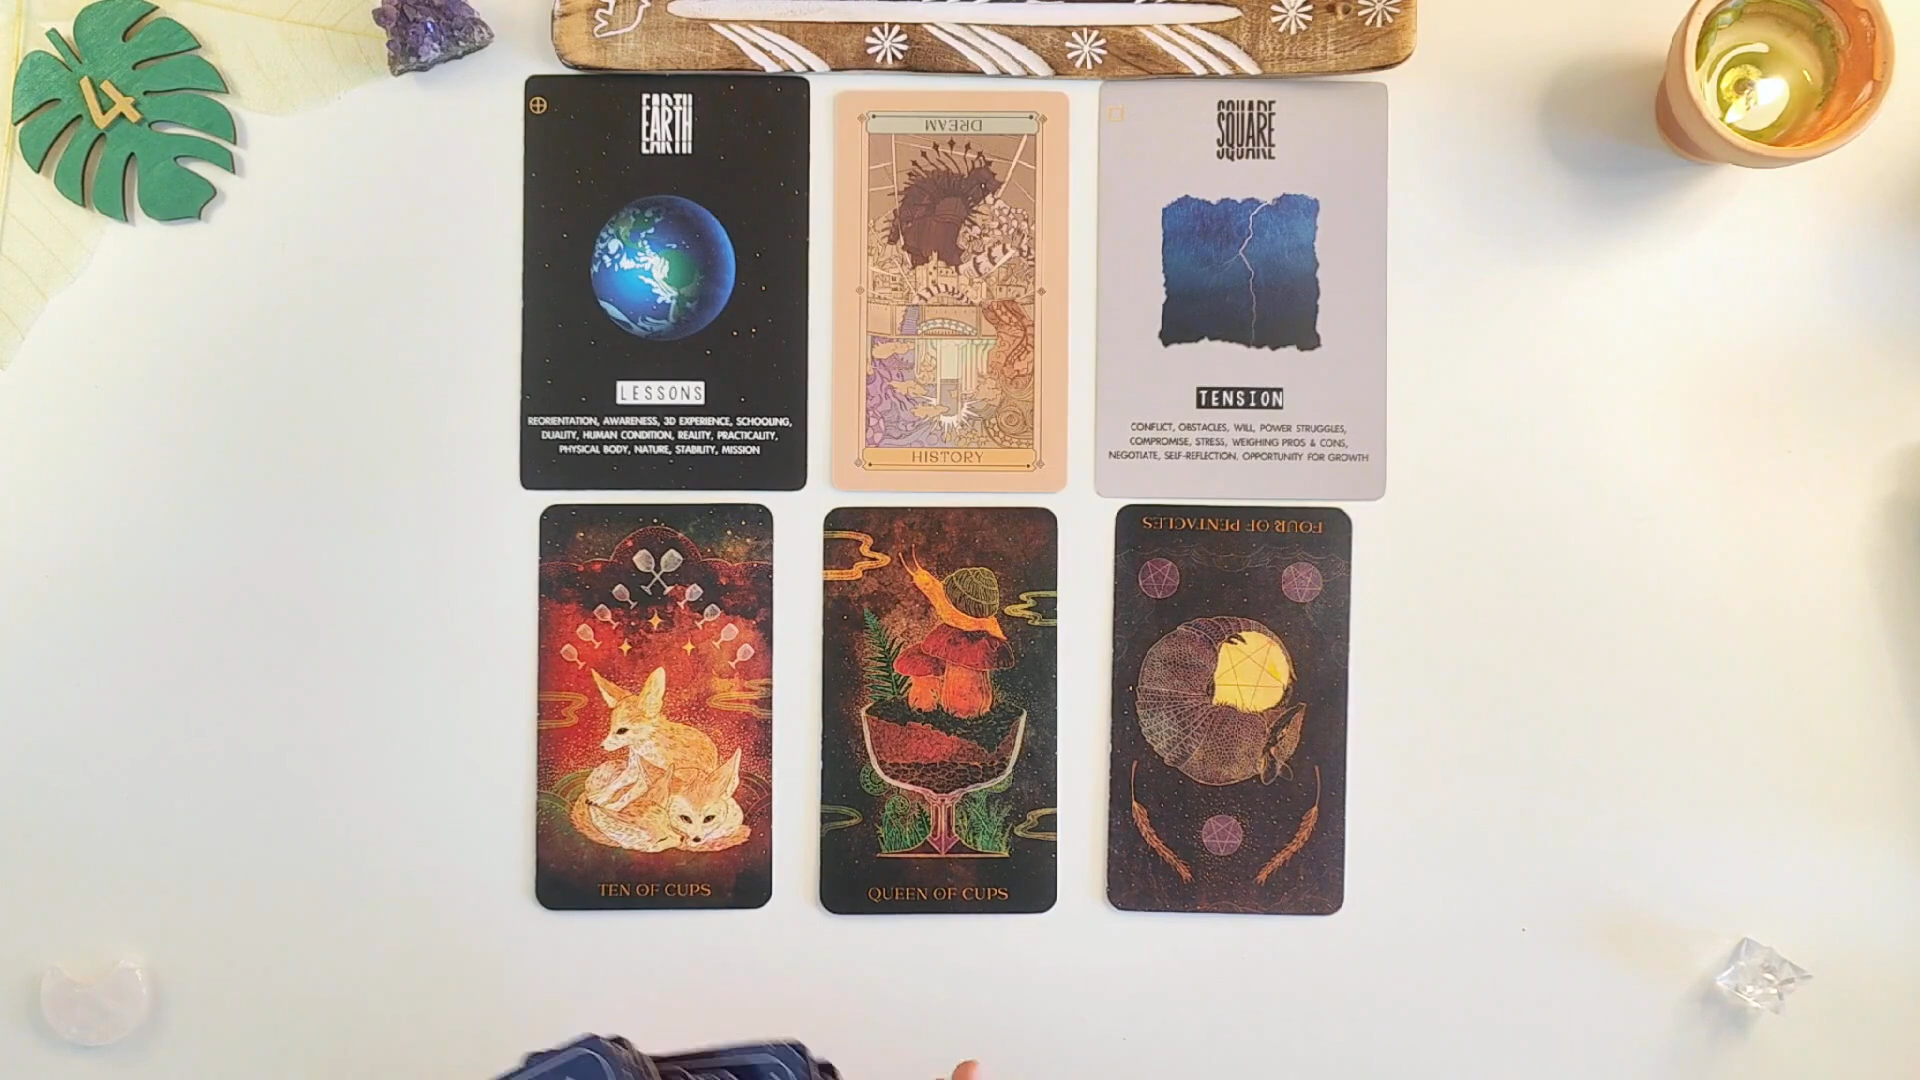 4
EARTH
LESSONS
REORIENTATION, AWARENESS, 3D EXPERIENCE, SCHOOLING,
DUALITY, HUMAN CONDITION, REALITY, PRACTICALITY,
PHYSICAL BODY, NATURE, STABILITY, MISSION
DREAM
HISTORY
SQUARE
TENSION
CONFLICT, OBSTACLES, WILL, POWER STRUGGLES,
COMPROMISE, STRESS, WEIGHING PROS & CONS,
NEGOTIATE, SELF-REFLECTION, OPPORTUNITY FOR GROWTH
TEN OF CUPS
QUEEN OF CUPS
FOUR OF PENTACLES